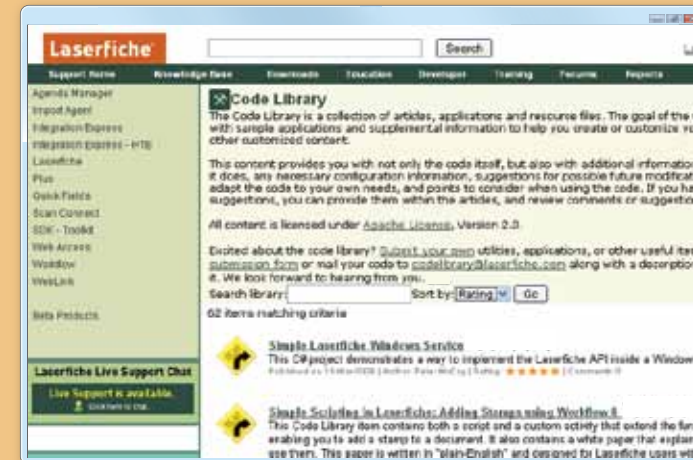 Laserfiche
Search
Support Home Knowledge Base Downloads Education Developer Training Forums Reports
Agenda Manager
Import Agent
Integration Express
Integration Express - HTE
Laserfiche
Plus
Quick Fields
Scan Connect
SDK - Toolkit
Web Access
Workflow
WebLink
Beta Products
Laserfiche Live Support Chat
Live Support is available.
Click here to chat.
Code Library
The Code Library is a collection of articles, applications and resource files. The goal of the
with sample applications and supplemental information to help you create or customize
other customized content.
This content provides you with not only the code itself, but also with additional
it does, any necessary configuration information, suggestions for possible future
adapt the code to your own needs, and points to consider when using the code. If you
suggestions, you can provide them within the articles, and review comments or
All content is licensed under Apache License, Version 2.0.
Excited about the code library? Submit your own utilities, applications, or other useful
submission form or mail your code to codelibrary@laserfiche.com along with a
it. We look forward to hearing from you.
Search library: Sort by: Rating Go
62 items matching criteria
Simple Laserfiche Windows Service
This C# project demonstrates a way to implement the Laserfiche API inside a
Simple Scripting in Laserfiche: Adding Stamps using Workflow 8
This Code Library item contains both a script and a custom activity that extend the
enabling you to add a stamp to a document. It also contains a white paper that
use them. This paper is written in "plain-English" and designed for Laserfiche users